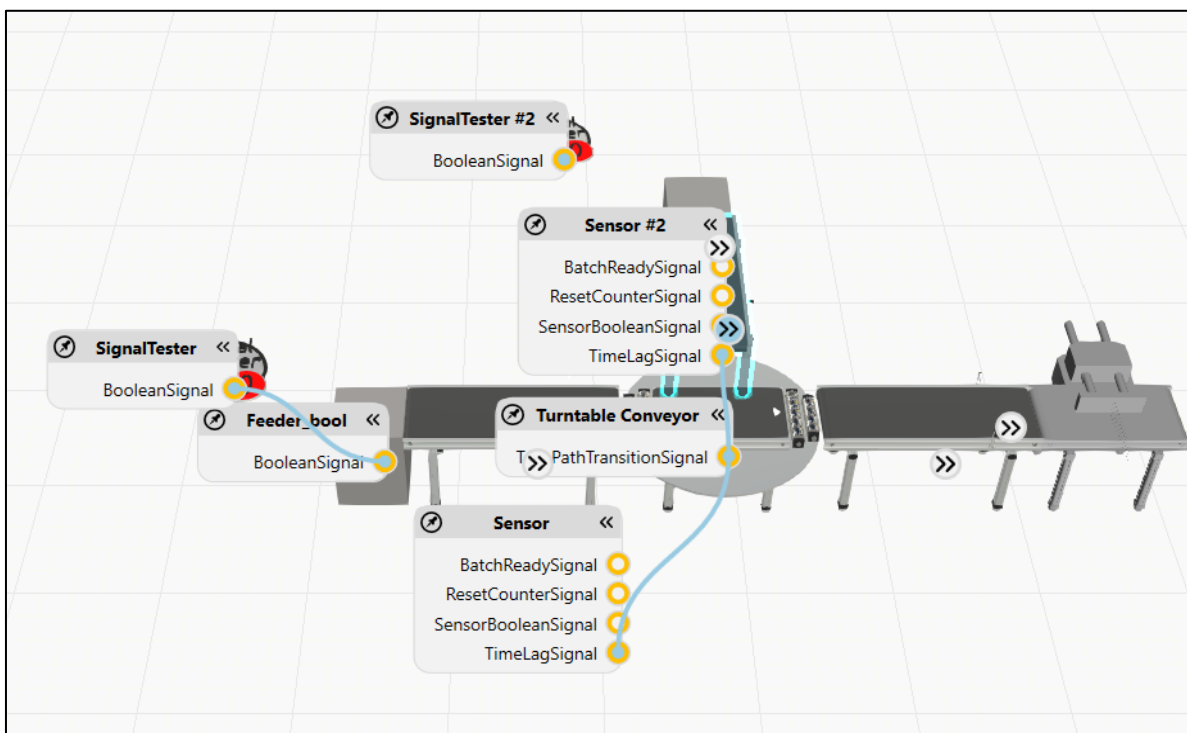 SignalTester #2
BooleanSignal
Sensor #2
BatchReadySignal
ResetCounterSignal
SensorBooleanSignal
TimeLagSignal
SignalTester
BooleanSignal
Feeder_bool
BooleanSignal
Turntable Conveyor
PathTransitionSignal
Sensor
BatchReadySignal
ResetCounterSignal
SensorBooleanSignal
TimeLagSignal